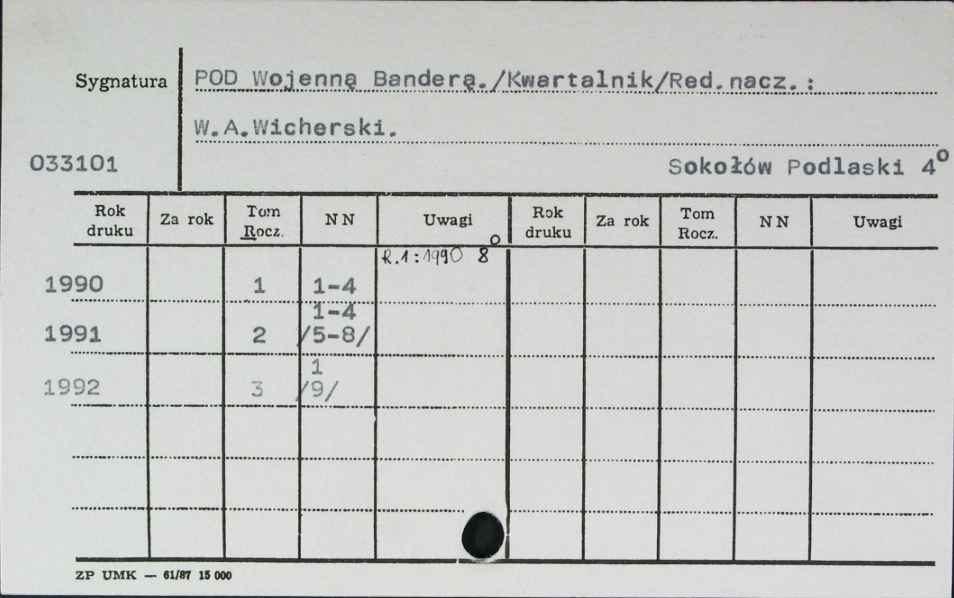 Sygnatura
POD Wojenną Banderą./Kwartalnik/Red.nacz.:
W.A.Wicherski.
033101
Sokołów Podlaski 4°
Rok druku Za rok Tom Rocz. NN Uwagi Rok druku Za rok Tom Rocz. NN Uwagi
R.1:1990 8°
1990 1 1-4
1-4
1991 2 /5-8/
1
1992 3 /9/
ZP UMK — 61/87 15 000